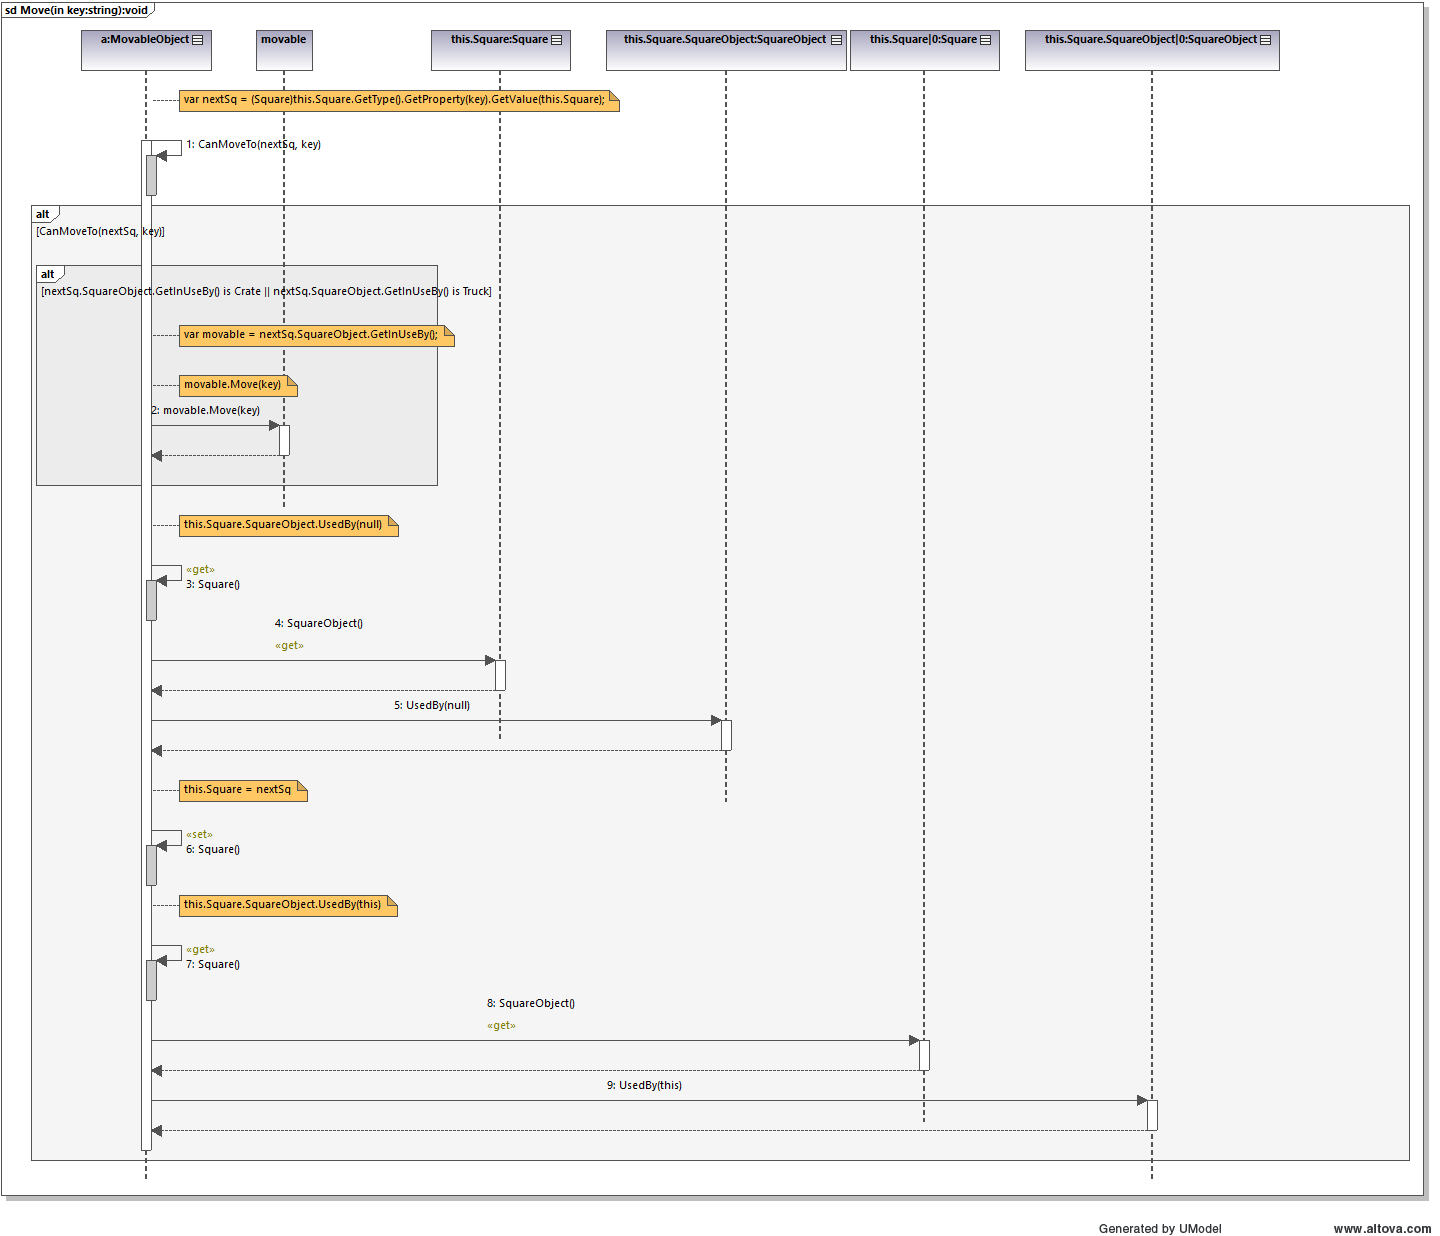 sd Move(in key:string):void
a:MovableObject
movable
this.Square:Square
this.Square.SquareObject:SquareObject
this.Square|0:Square
this.Square.SquareObject|0:SquareObject
var nextSq = (Square)this.Square.GetType().GetProperty(key).GetValue(this.Square);
1: CanMoveTo(nextSq, key)
alt
[CanMoveTo(nextSq, key)]
alt
[nextSq.SquareObject.GetInUseBy() is Crate || nextSq.SquareObject.GetInUseBy() is Truck]
var movable = nextSq.SquareObject.GetInUseBy();
movable.Move(key)
2: movable.Move(key)
this.Square.SquareObject.UsedBy(null)
«get»
3: Square()
4: SquareObject()
«get»
5: UsedBy(null)
this.Square = nextSq
«set»
6: Square()
this.Square.SquareObject.UsedBy(this)
«get»
7: Square()
8: SquareObject()
«get»
9: UsedBy(this)
Generated by UModel
www.altova.com